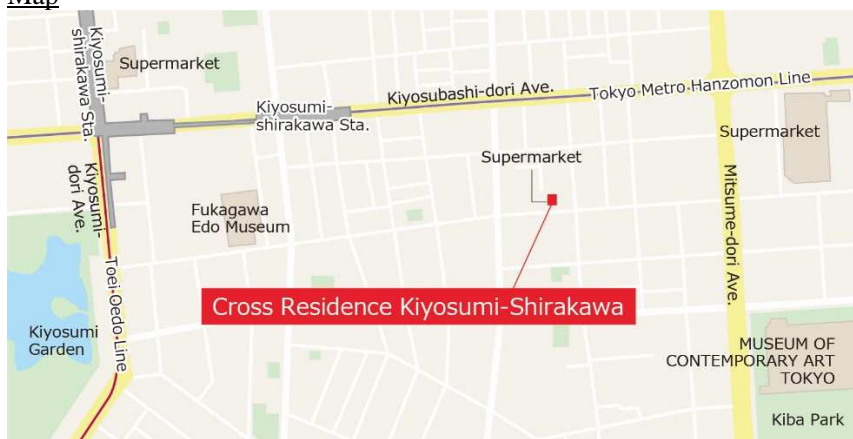 Map
Kiyosumi-
shirakawa Sta.
Supermarket
Kiyosumi-
shirakawa Sta.
Kiyosubashi-dori Ave.
Tokyo Metro Hanzomon Line
Supermarket
Supermarket
Kiyosumi-
dori Ave.
Fukagawa
Edo Museum
Mitsume-dori Ave.
Toei Oedo Line
Cross Residence Kiyosumi-Shirakawa
Kiyosumi
Garden
MUSEUM OF
CONTEMPORARY ART
TOKYO
Kiba Park